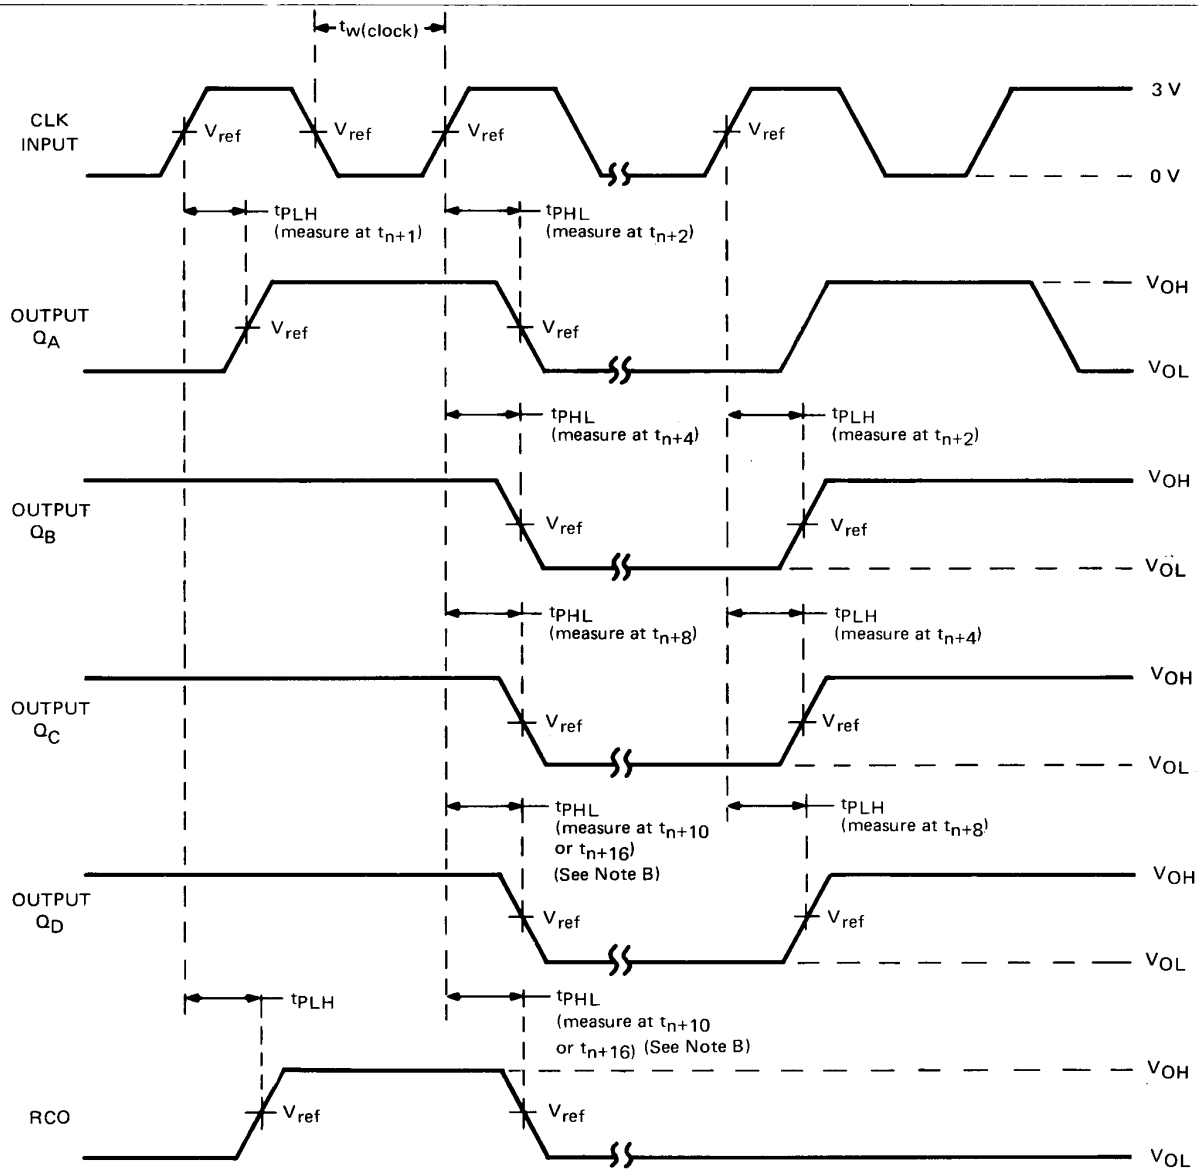 tw(clock)
CLK
INPUT
Vref
Vref
Vref
Vref
3 V
0 V
tPLH
(measure at tn+1)
tPHL
(measure at tn+2)
OUTPUT
QA
Vref
Vref
VOH
VOL
tPHL
(measure at tn+4)
tPLH
(measure at tn+2)
OUTPUT
QB
Vref
Vref
VOH
VOL
tPHL
(measure at tn+8)
tPLH
(measure at tn+4)
OUTPUT
QC
Vref
Vref
VOH
VOL
tPHL
(measure at tn+10
or tn+16)
(See Note B)
tPLH
(measure at tn+8)
OUTPUT
QD
Vref
Vref
VOH
VOL
tPLH
tPHL
(measure at tn+10
or tn+16) (See Note B)
RCO
Vref
Vref
VOH
VOL